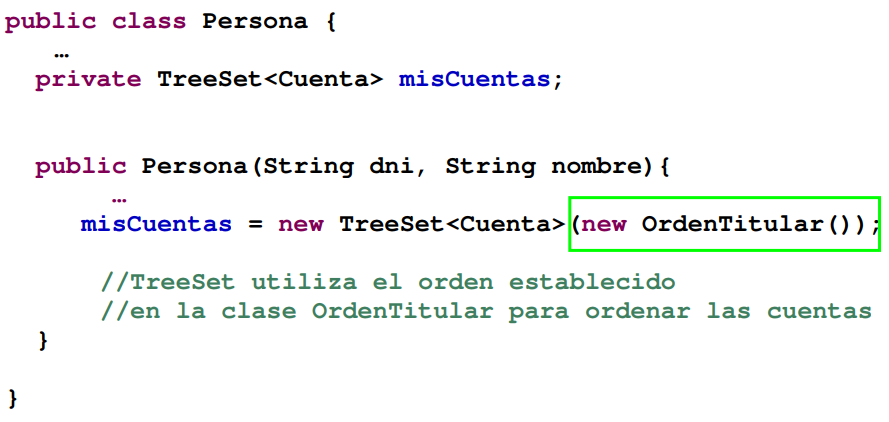 public class Persona {
…
private TreeSet<Cuenta> misCuentas;
public Persona(String dni, String nombre){
…
misCuentas = new TreeSet<Cuenta>(new OrdenTitular());
//TreeSet utiliza el orden establecido
//en la clase OrdenTitular para ordenar las cuentas
}
}